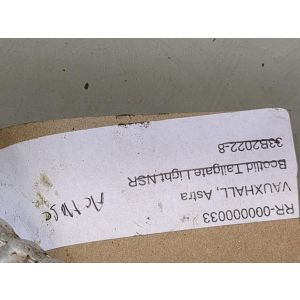 RR-000000033
VAUXHALL, Astra
Bootlid Tailgate Light NSR
33B2022-8